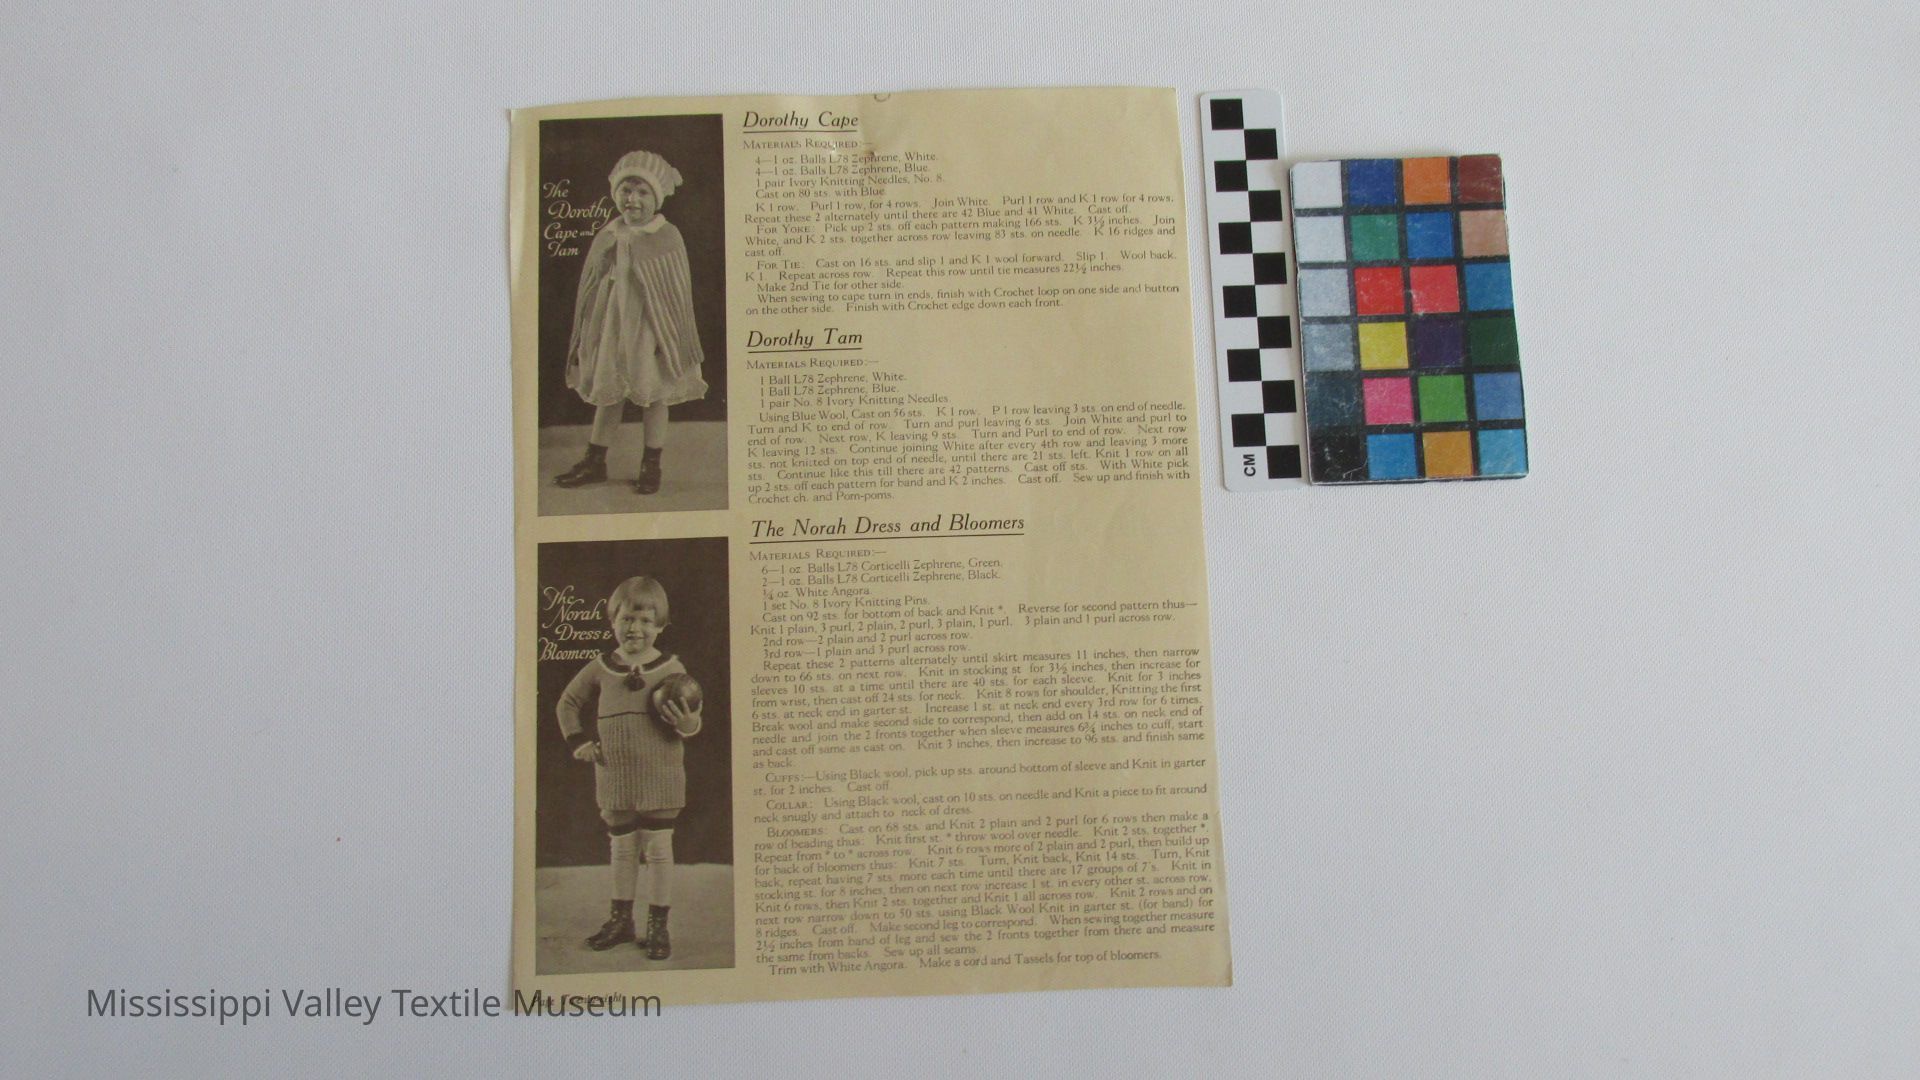 The
Dorothy
Cape and
Tam
Dorothy Cape
MATERIALS REQUIRED:—
4—1 oz. Balls L78 Zephrene, White.
4—1 oz. Balls L78 Zephrene, Blue.
1 pair Ivory Knitting Needles, No. 8.
Cast on 80 sts. with Blue
K 1 row. Purl 1 row, for 4 rows. Join White. Purl 1 row and K 1 row for 4 rows.
Repeat these 2 alternately until there are 42 Blue and 41 White. Cast off.
FOR YOKE: Pick up 2 sts. off each pattern making 166 sts. K 3½ inches. Join
White, and K 2 sts. together across row leaving 83 sts. on needle. K 16 ridges and
cast off.
FOR TIE: Cast on 16 sts. and slip 1 and K 1 wool forward. Slip 1. Wool back.
K 1. Repeat across row. Repeat this row until tie measures 22½ inches.
Make 2nd Tie for other side.
When sewing to cape turn in ends, finish with Crochet loop on one side and button
on the other side. Finish with Crochet edge down each front.
Dorothy Tam
MATERIALS REQUIRED:—
1 Ball L78 Zephrene, White.
1 Ball L78 Zephrene, Blue.
1 pair No. 8 Ivory Knitting Needles
Using Blue Wool, Cast on 56 sts. K 1 row. P 1 row leaving 3 sts. on end of needle.
Turn and K to end of row. Turn and purl leaving 6 sts. Join White and purl to
end of row. Next row, K leaving 9 sts. Turn and Purl to end of row. Next row
K leaving 12 sts. Continue joining White after every 4th row and leaving 3 more
sts. not knitted on top end of needle, until there are 21 sts. left. Knit 1 row on all
sts. Continue like this till there are 42 patterns. Cast off sts. With White pick
up 2 sts. off each pattern for band and K 2 inches. Cast off. Sew up and finish with
Crochet ch. and Pom-poms.
The
Norah
Dress &
Bloomers
The Norah Dress and Bloomers
MATERIALS REQUIRED:—
6—1 oz. Balls L78 Corticelli Zephrene, Green.
2—1 oz. Balls L78 Corticelli Zephrene, Black.
¼ oz. White Angora
1 set No. 8 Ivory Knitting Pins.
Cast on 92 sts. for bottom of back and Knit *. Reverse for second pattern thus—
Knit 1 plain, 3 purl, 2 plain, 2 purl, 3 plain, 1 purl. 3 plain and 1 purl across row.
2nd row—2 plain and 2 purl across row.
3rd row—1 plain and 3 purl across row.
Repeat these 2 patterns alternately until skirt measures 11 inches, then narrow
down to 66 sts. on next row. Knit in stocking st for 3½ inches, then increase for
sleeves 10 sts. at a time until there are 40 sts. for each sleeve. Knit for 3 inches
from wrist, then cast off 24 sts. for neck. Knit 8 rows for shoulder, Knitting the first
6 sts. at neck end in garter st. Increase 1 st. at neck end every 3rd row for 6 times.
Break wool and make second side to correspond, then add on 14 sts. on neck end of
needle and join the 2 fronts together when sleeve measures 6¾ inches to cuff, start
and cast off same as cast on. Knit 3 inches, then increase to 96 sts. and finish same
as back.
CUFFS:—Using Black wool, pick up sts. around bottom of sleeve and Knit in garter
st. for 2 inches. Cast off.
COLLAR: Using Black wool, cast on 10 sts. on needle and Knit a piece to fit around
neck snugly and attach to neck of dress.
BLOOMERS: Cast on 68 sts. and Knit 2 plain and 2 purl for 6 rows then make a
row of beading thus: Knit first st. * throw wool over needle. Knit 2 sts. together *.
Repeat from * to * across row. Knit 6 rows more of 2 plain and 2 purl, then build up
for back of bloomers thus: Knit 7 sts. Turn, Knit back, Knit 14 sts. Turn, Knit
back, repeat having 7 sts. more each time until there are 17 groups of 7's. Knit in
stocking st. for 8 inches, then on next row increase 1 st. in every other st. across row.
Knit 6 rows, then Knit 2 sts. together and Knit 1 all across row. Knit 2 rows and on
next row narrow down to 50 sts. using Black Wool Knit in garter st. (for band) for
8 ridges. Cast off. Make second leg to correspond. When sewing together measure
2½ inches from band of leg and sew the 2 fronts together from there and measure
the same from backs. Sew up all seams.
Trim with White Angora. Make a cord and Tassels for top of bloomers.
CM
Mississippi Valley Textile Museum